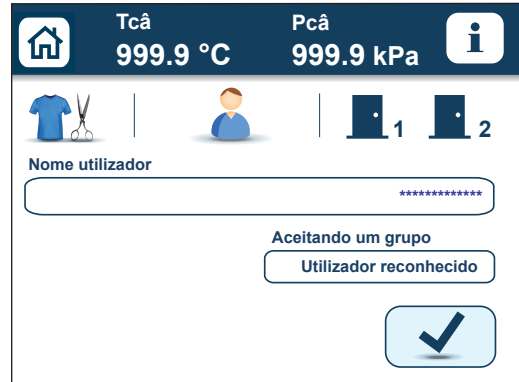 Tcâ Pcâ
999.9 °C 999.9 kPa
i
1 2
Nome utilizador
*************
Aceitando um grupo
Utilizador reconhecido